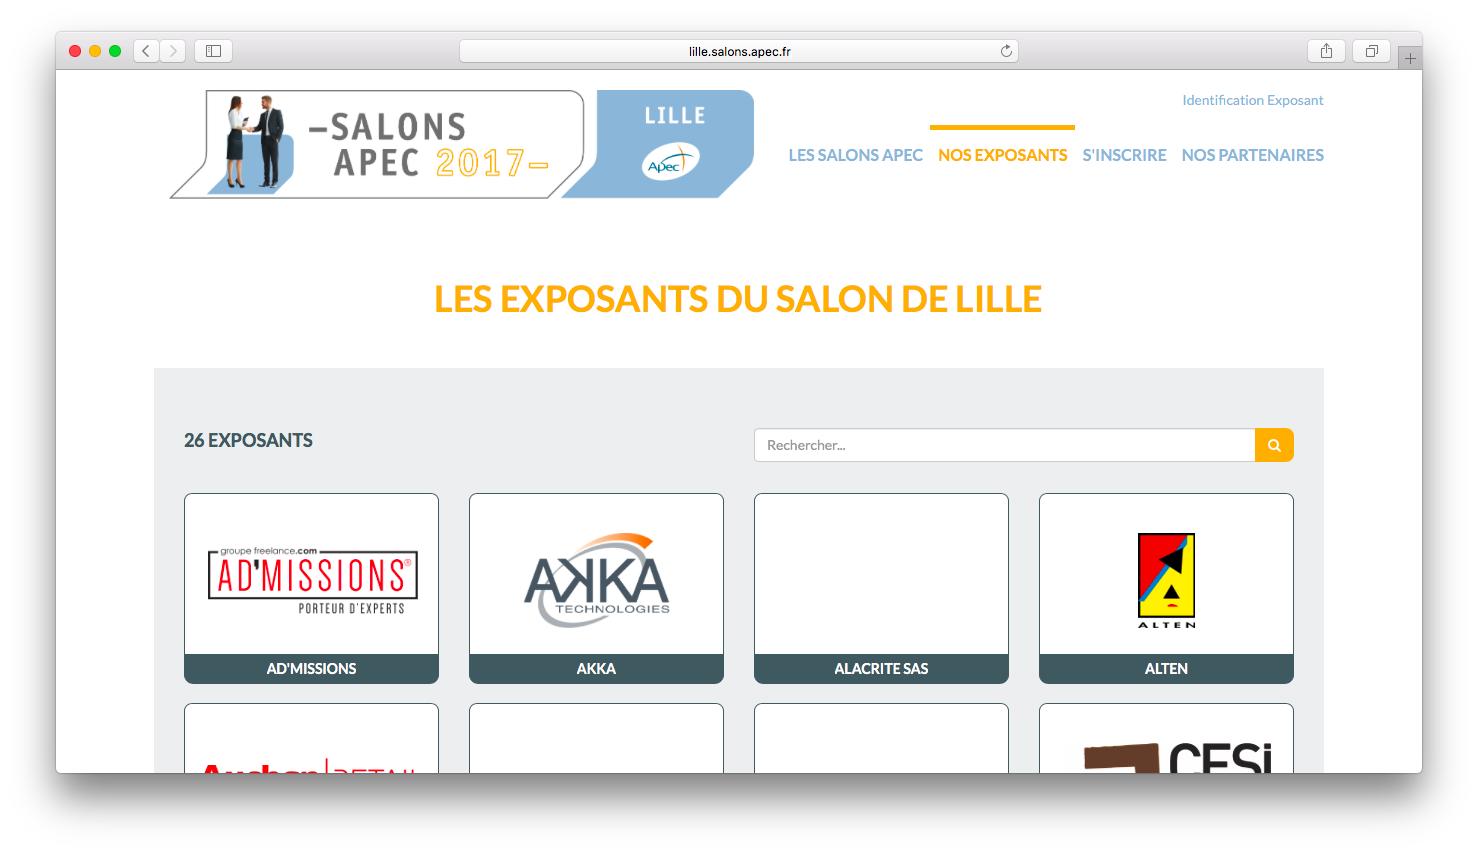 lille.salons.apec.fr
Identification Exposant
–SALONS
APEC 2017–
LILLE
Apec
LES SALONS APEC
NOS EXPOSANTS
S'INSCRIRE
NOS PARTENAIRES
LES EXPOSANTS DU SALON DE LILLE
26 EXPOSANTS
Rechercher...
groupe freelance.com
AD'MISSIONS®
PORTEUR D'EXPERTS
AD'MISSIONS
AKKA
TECHNOLOGIES
AKKA
ALACRITE SAS
ALTEN
ALTEN
Auchan RETAIL
CESi